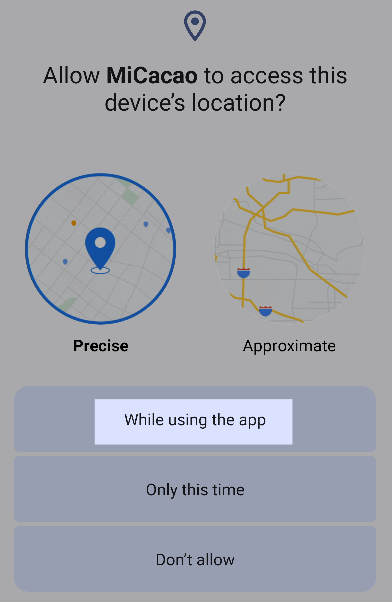 Allow MiCacao to access this
device's location?
Precise
Approximate
While using the app
Only this time
Don't allow